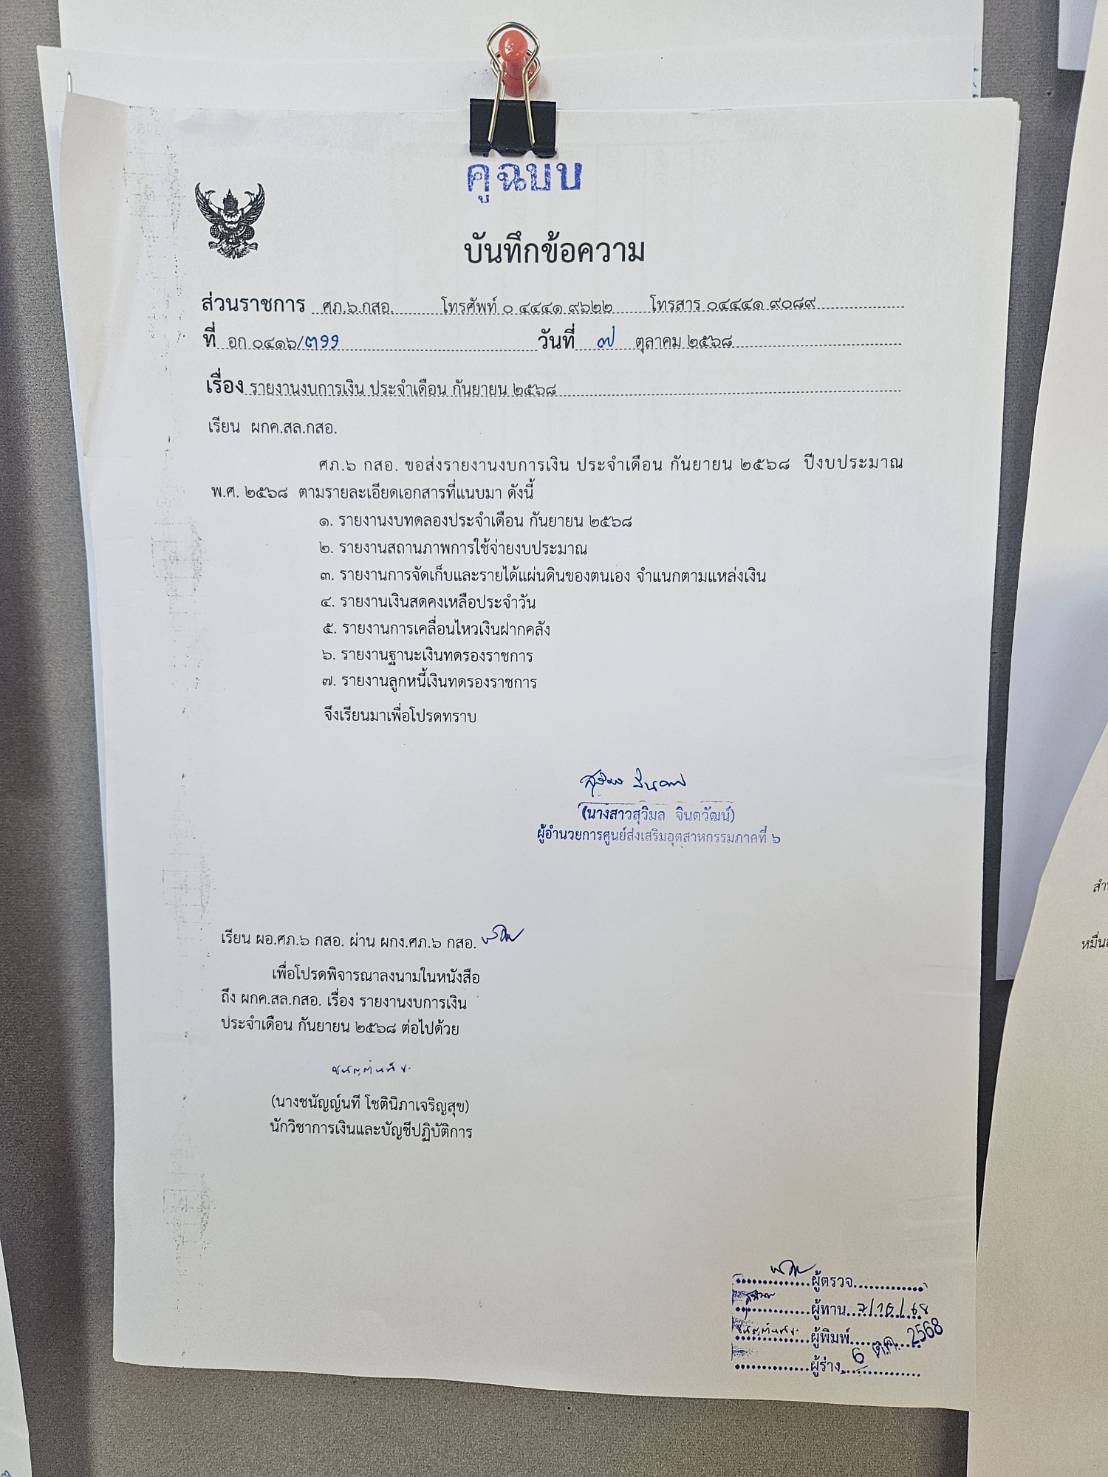 คู่ฉบับ
บันทึกข้อความ
ส่วนราชการ ศภ.๖.กสอ. โทรศัพท์ ๐ ๔๔๔๑ ๙๖๒๒ โทรสาร ๐๔๔๔๑ ๙๐๘๙
ที่ อก ๐๔๑๖/๓๑๑ วันที่ ๗ ตุลาคม ๒๕๖๘
เรื่อง รายงานงบการเงิน ประจำเดือน กันยายน ๒๕๖๘
เรียน ผกค.สล.กสอ.
ศภ.๖ กสอ. ขอส่งรายงานงบการเงิน ประจำเดือน กันยายน ๒๕๖๘ ปีงบประมาณ
พ.ศ. ๒๕๖๘ ตามรายละเอียดเอกสารที่แนบมา ดังนี้
๑. รายงานงบทดลองประจำเดือน กันยายน ๒๕๖๘
๒. รายงานสถานภาพการใช้จ่ายงบประมาณ
๓. รายงานการจัดเก็บและรายได้แผ่นดินของตนเอง จำแนกตามแหล่งเงิน
๔. รายงานเงินสดคงเหลือประจำวัน
๕. รายงานการเคลื่อนไหวเงินฝากคลัง
๖. รายงานฐานะเงินทดรองราชการ
๗. รายงานลูกหนี้เงินทดรองราชการ
จึงเรียนมาเพื่อโปรดทราบ
(นางสาวสุวิมล จินตวัฒน์)
ผู้อำนวยการศูนย์ส่งเสริมอุตสาหกรรมภาคที่ ๖
เรียน ผอ.ศภ.๖ กสอ. ผ่าน ผกง.ศภ.๖ กสอ.
เพื่อโปรดพิจารณาลงนามในหนังสือ
ถึง ผกค.สล.กสอ. เรื่อง รายงานงบการเงิน
ประจำเดือน กันยายน ๒๕๖๘ ต่อไปด้วย
(นางชนัญญ์นที โชตินิภาเจริญสุข)
นักวิชาการเงินและบัญชีปฏิบัติการ
ผู้ตรวจ
ผู้ทาน 7/10/68
ผู้พิมพ์
ผู้ร่าง 6 ต.ค. 2568